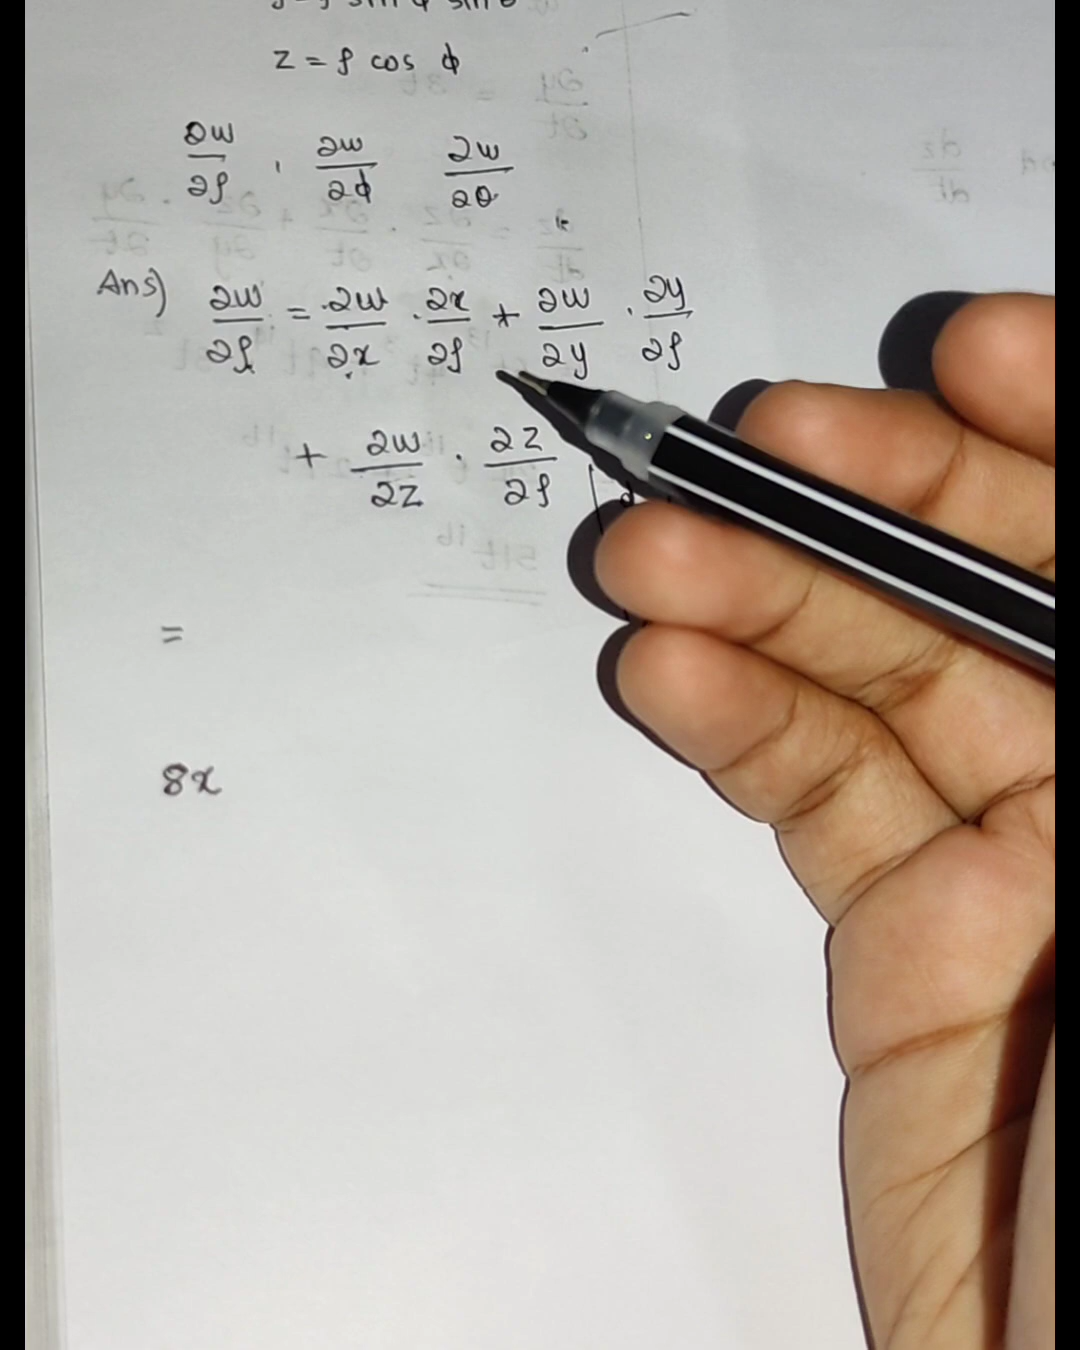 z = ρ cos ϕ
∂w/∂ρ , ∂w/∂ϕ ∂w/∂θ
Ans) ∂w/∂ρ = ∂w/∂x · ∂x/∂ρ + ∂w/∂y · ∂y/∂ρ
+ ∂w/∂z · ∂z/∂ρ
=
8x